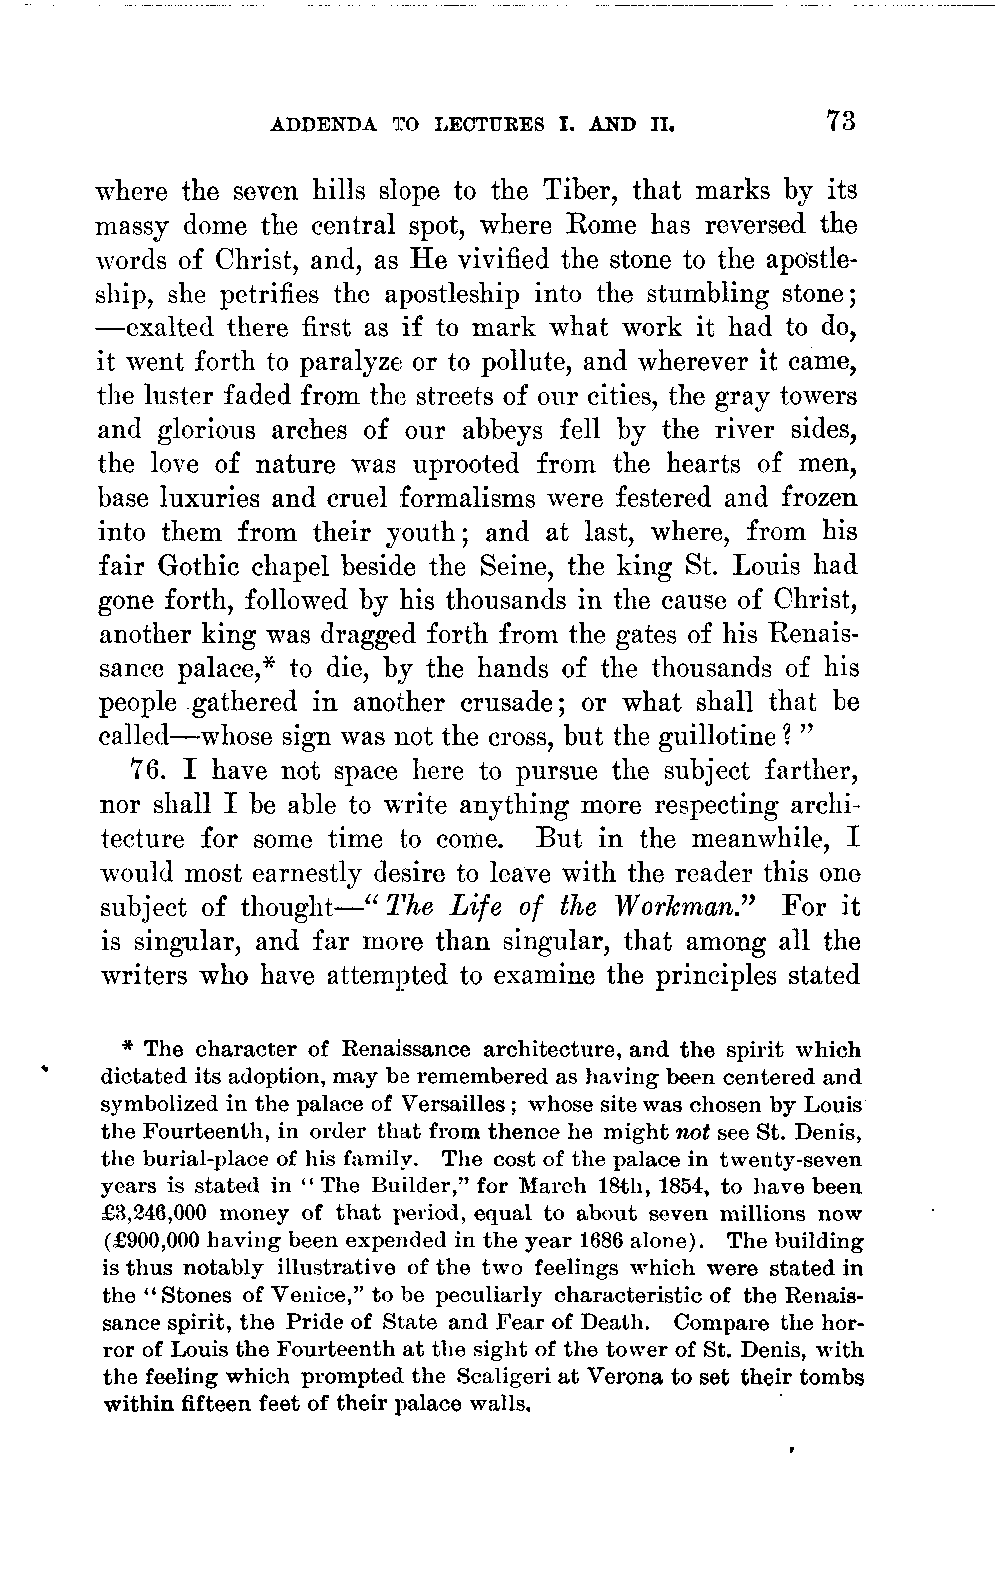 ADDENDA TO LECTURES I. AND II. 73
where the seven hills slope to the Tiber, that marks by its
massy dome the central spot, where Rome has reversed the
words of Christ, and, as He vivified the stone to the apostle-
ship, she petrifies the apostleship into the stumbling stone;
—exalted there first as if to mark what work it had to do,
it went forth to paralyze or to pollute, and wherever it came,
the luster faded from the streets of our cities, the gray towers
and glorious arches of our abbeys fell by the river sides,
the love of nature was uprooted from the hearts of men,
base luxuries and cruel formalisms were festered and frozen
into them from their youth; and at last, where, from his
fair Gothic chapel beside the Seine, the king St. Louis had
gone forth, followed by his thousands in the cause of Christ,
another king was dragged forth from the gates of his Renais-
sance palace,* to die, by the hands of the thousands of his
people gathered in another crusade; or what shall that be
called—whose sign was not the cross, but the guillotine?”
76. I have not space here to pursue the subject farther,
nor shall I be able to write anything more respecting archi-
tecture for some time to come. But in the meanwhile, I
would most earnestly desire to leave with the reader this one
subject of thought—“The Life of the Workman.” For it
is singular, and far more than singular, that among all the
writers who have attempted to examine the principles stated
* The character of Renaissance architecture, and the spirit which
dictated its adoption, may be remembered as having been centered and
symbolized in the palace of Versailles; whose site was chosen by Louis
the Fourteenth, in order that from thence he might not see St. Denis,
the burial-place of his family. The cost of the palace in twenty-seven
years is stated in “The Builder,” for March 18th, 1854, to have been
£3,246,000 money of that period, equal to about seven millions now
(£900,000 having been expended in the year 1686 alone). The building
is thus notably illustrative of the two feelings which were stated in
the “Stones of Venice,” to be peculiarly characteristic of the Renais-
sance spirit, the Pride of State and Fear of Death. Compare the hor-
ror of Louis the Fourteenth at the sight of the tower of St. Denis, with
the feeling which prompted the Scaligeri at Verona to set their tombs
within fifteen feet of their palace walls.